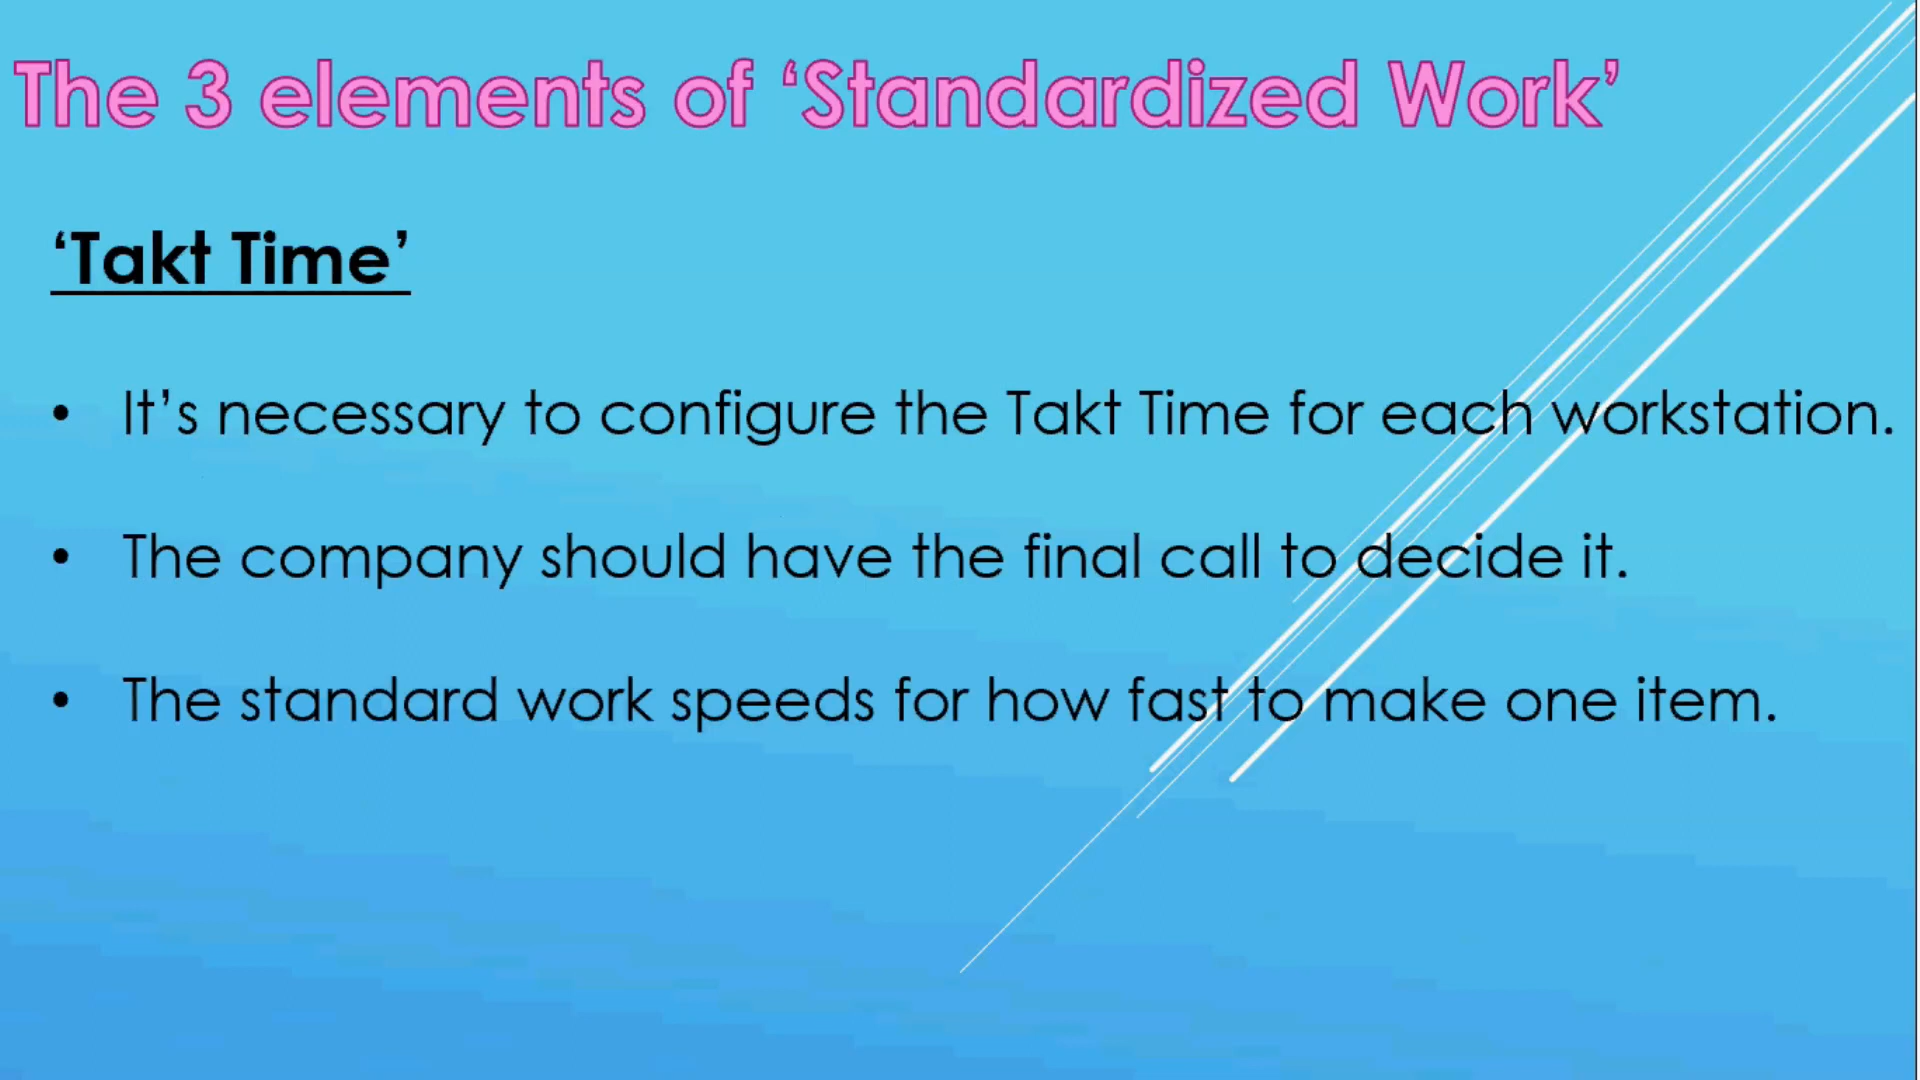 The 3 elements of ‘Standardized Work’
‘Takt Time’
• It’s necessary to configure the Takt Time for each workstation.
• The company should have the final call to decide it.
• The standard work speeds for how fast to make one item.